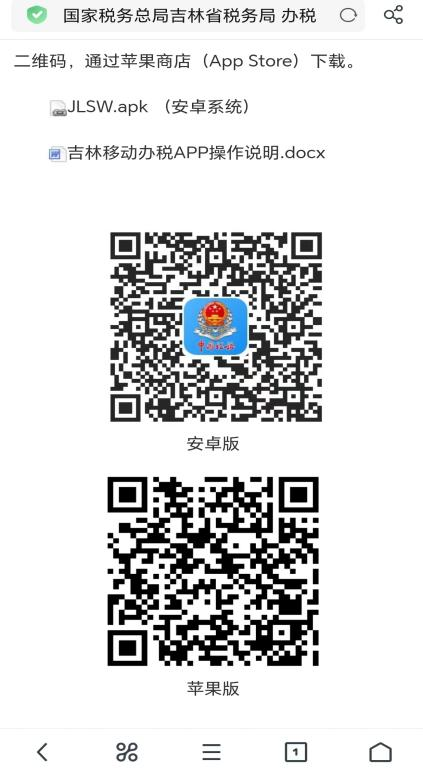 国家税务总局吉林省税务局 办税
二维码，通过苹果商店（App Store）下载。
JLSW.apk （安卓系统）
吉林移动办税APP操作说明.docx
中国税务
安卓版
苹果版
1